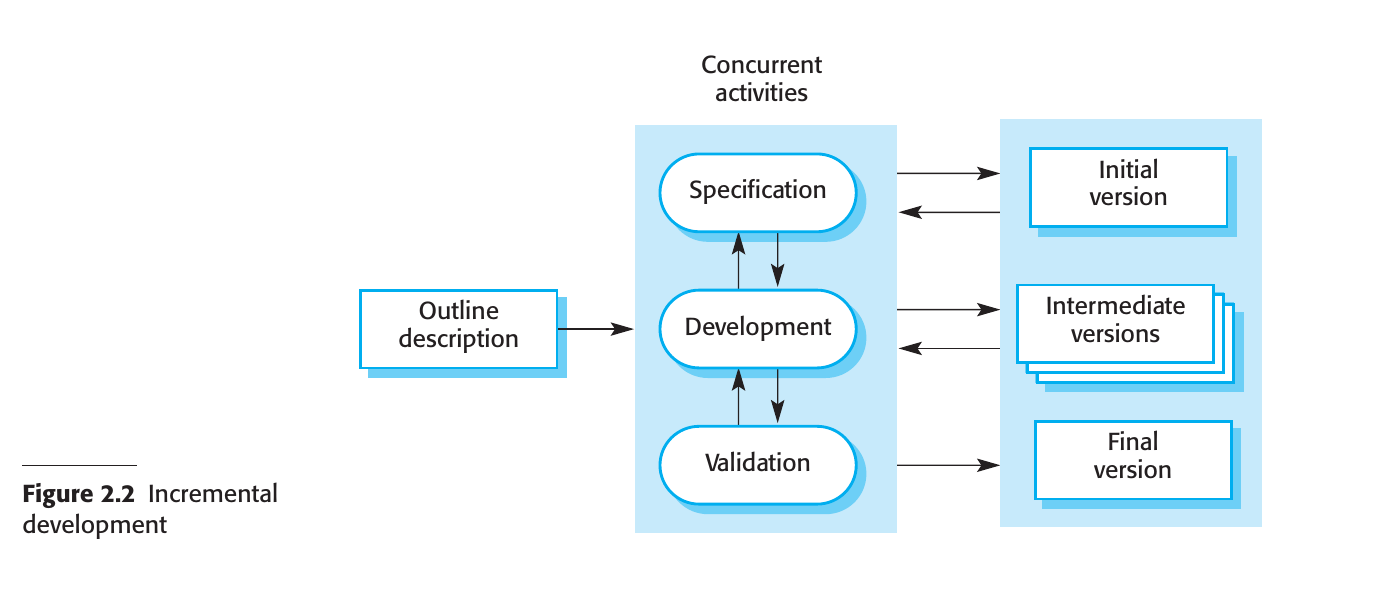 Concurrent
activities
Specification
Initial
version
Outline
description
Development
Intermediate
versions
Validation
Final
version
Figure 2.2 Incremental
development